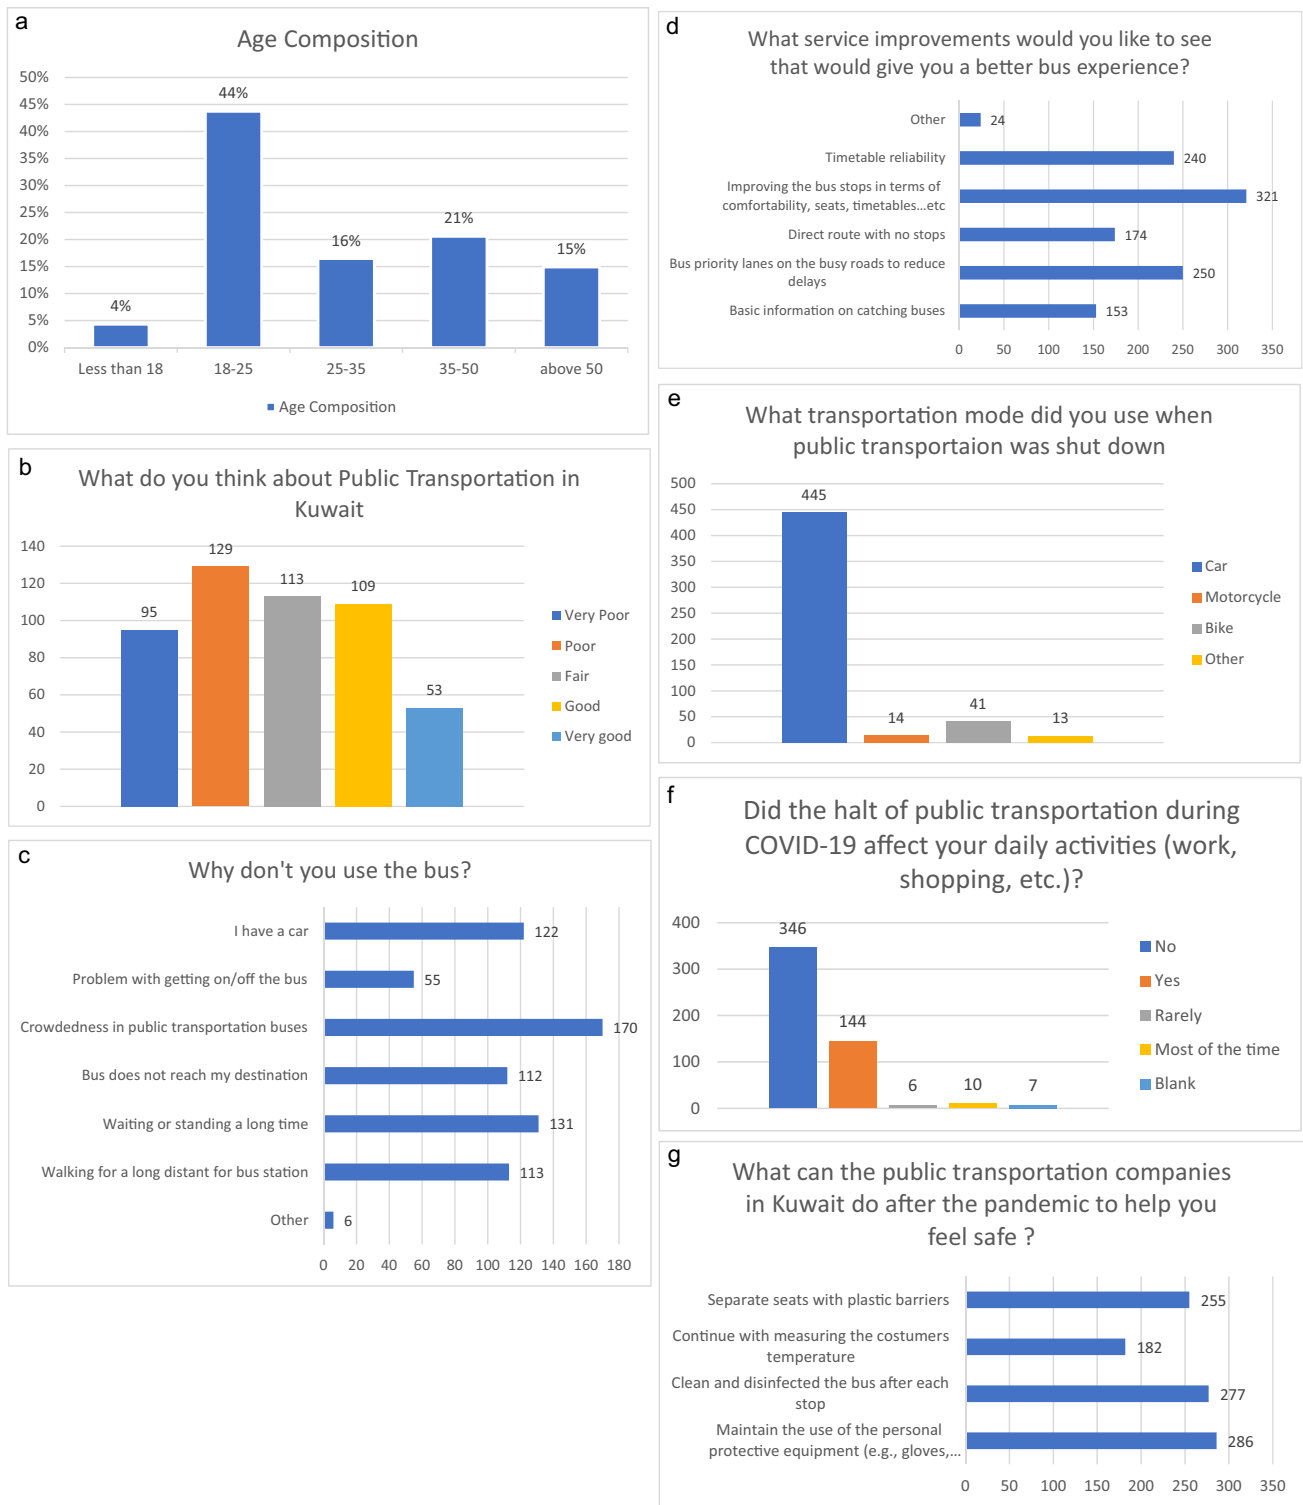 a
Age Composition
50%
45%
40%
35%
30%
25%
20%
15%
10%
5%
0%
4%
44%
16%
21%
15%
Less than 18
18-25
25-35
35-50
above 50
Age Composition
b
What do you think about Public Transportation in
Kuwait
140
120
100
80
60
40
20
0
95
129
113
109
53
Very Poor
Poor
Fair
Good
Very good
c
Why don't you use the bus?
I have a car
122
Problem with getting on/off the bus
55
Crowdedness in public transportation buses
170
Bus does not reach my destination
112
Waiting or standing a long time
131
Walking for a long distant for bus station
113
Other
6
0 20 40 60 80 100 120 140 160 180
d
What service improvements would you like to see
that would give you a better bus experience?
Other
24
Timetable reliability
240
Improving the bus stops in terms of
comfortability, seats, timetables...etc
321
Direct route with no stops
174
Bus priority lanes on the busy roads to reduce
delays
250
Basic information on catching buses
153
0 50 100 150 200 250 300 350
e
What transportation mode did you use when
public transportaion was shut down
500
450
400
350
300
250
200
150
100
50
0
445
14
41
13
Car
Motorcycle
Bike
Other
f
Did the halt of public transportation during
COVID-19 affect your daily activities (work,
shopping, etc.)?
400
300
200
100
0
346
144
6
10
7
No
Yes
Rarely
Most of the time
Blank
g
What can the public transportation companies
in Kuwait do after the pandemic to help you
feel safe ?
Separate seats with plastic barriers
255
Continue with measuring the costumers
temperature
182
Clean and disinfected the bus after each
stop
277
Maintain the use of the personal
protective equipment (e.g., gloves,...
286
0 50 100 150 200 250 300 350